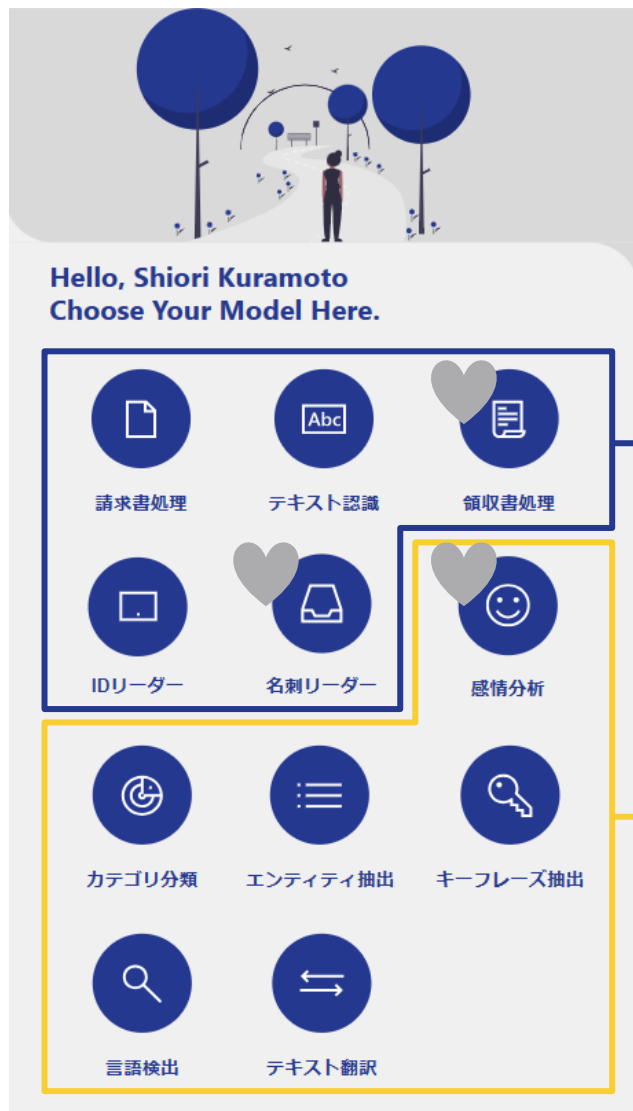 Hello, Shiori Kuramoto
Choose Your Model Here.
Abc
請求書処理
テキスト認識
領収書処理
IDリーダー
名刺リーダー
感情分析
カテゴリ分類
エンティティ抽出
キーフレーズ抽出
言語検出
テキスト翻訳